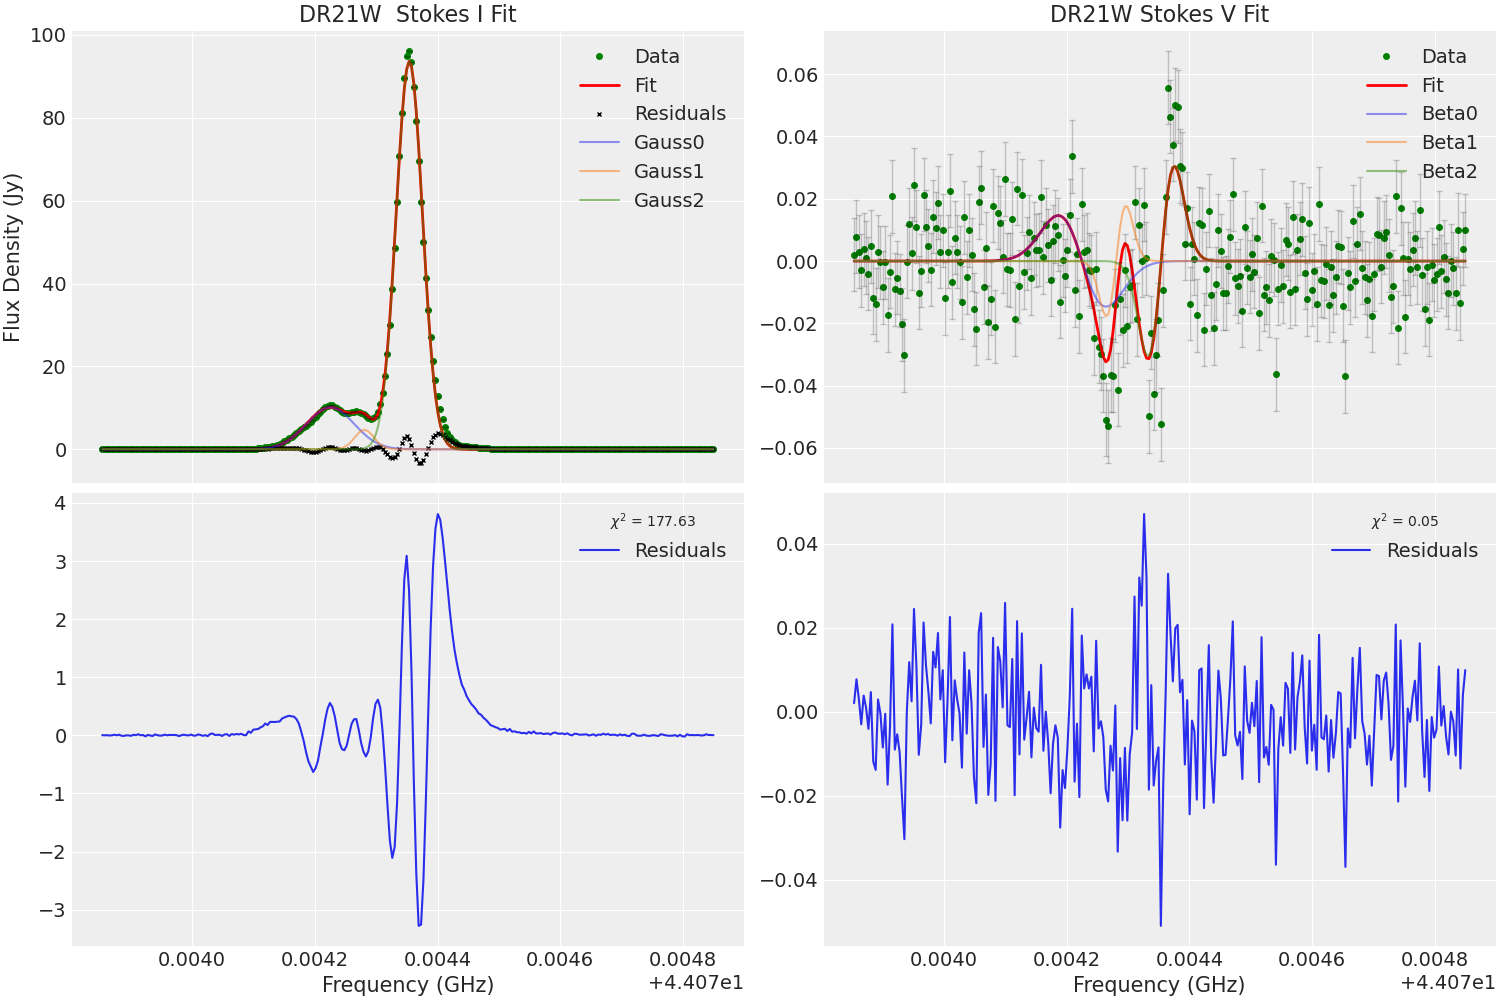 DR21W  Stokes I Fit
100
80
60
40
20
0
Flux Density (Jy)
Data
Fit
Residuals
Gauss0
Gauss1
Gauss2
DR21W Stokes V Fit
0.06
0.04
0.02
0.00
−0.02
−0.04
−0.06
Data
Fit
Beta0
Beta1
Beta2
4
3
2
1
0
−1
−2
−3
χ² = 177.63
Residuals
0.0040 0.0042 0.0044 0.0046 0.0048
Frequency (GHz)
+4.407e1
0.04
0.02
0.00
−0.02
−0.04
χ² = 0.05
Residuals
0.0040 0.0042 0.0044 0.0046 0.0048
Frequency (GHz)
+4.407e1